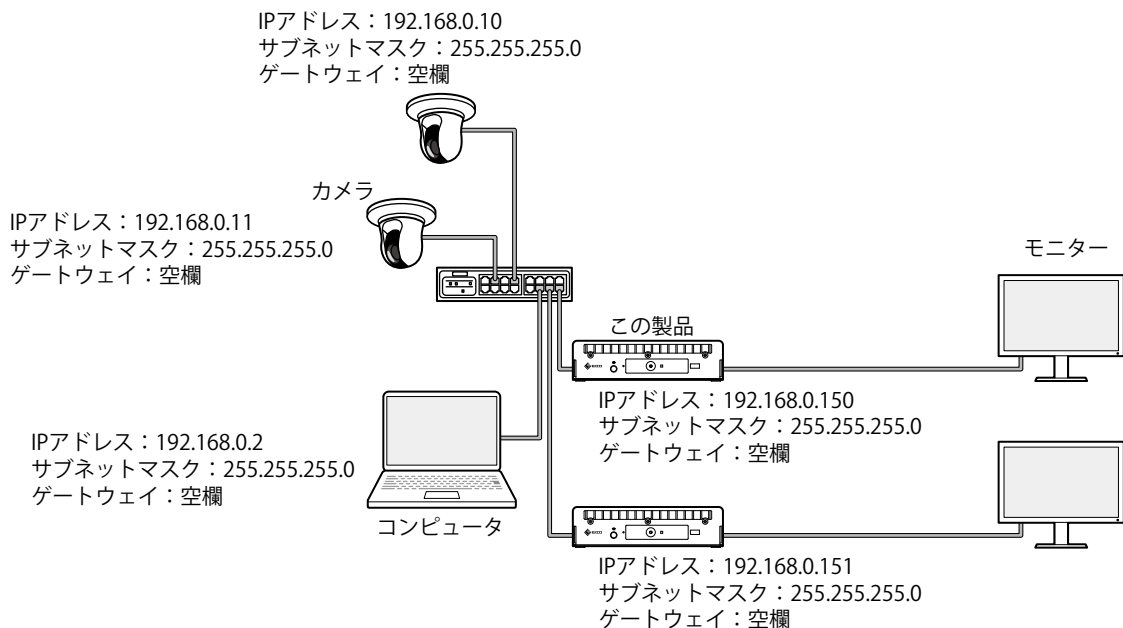 IPアドレス：192.168.0.10
サブネットマスク：255.255.255.0
ゲートウェイ：空欄
カメラ
IPアドレス：192.168.0.11
サブネットマスク：255.255.255.0
ゲートウェイ：空欄
モニター
この製品
IPアドレス：192.168.0.150
サブネットマスク：255.255.255.0
ゲートウェイ：空欄
IPアドレス：192.168.0.2
サブネットマスク：255.255.255.0
ゲートウェイ：空欄
コンピュータ
IPアドレス：192.168.0.151
サブネットマスク：255.255.255.0
ゲートウェイ：空欄